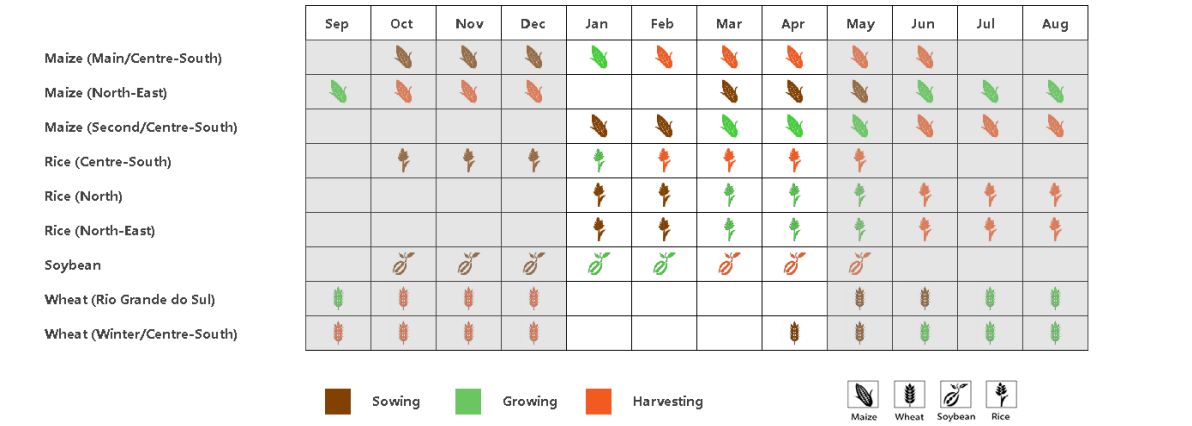 Sep Oct Nov Dec Jan Feb Mar Apr May Jun Jul Aug
Maize (Main/Centre-South)
Maize (North-East)
Maize (Second/Centre-South)
Rice (Centre-South)
Rice (North)
Rice (North-East)
Soybean
Wheat (Rio Grande do Sul)
Wheat (Winter/Centre-South)
Sowing Growing Harvesting
Maize Wheat Soybean Rice